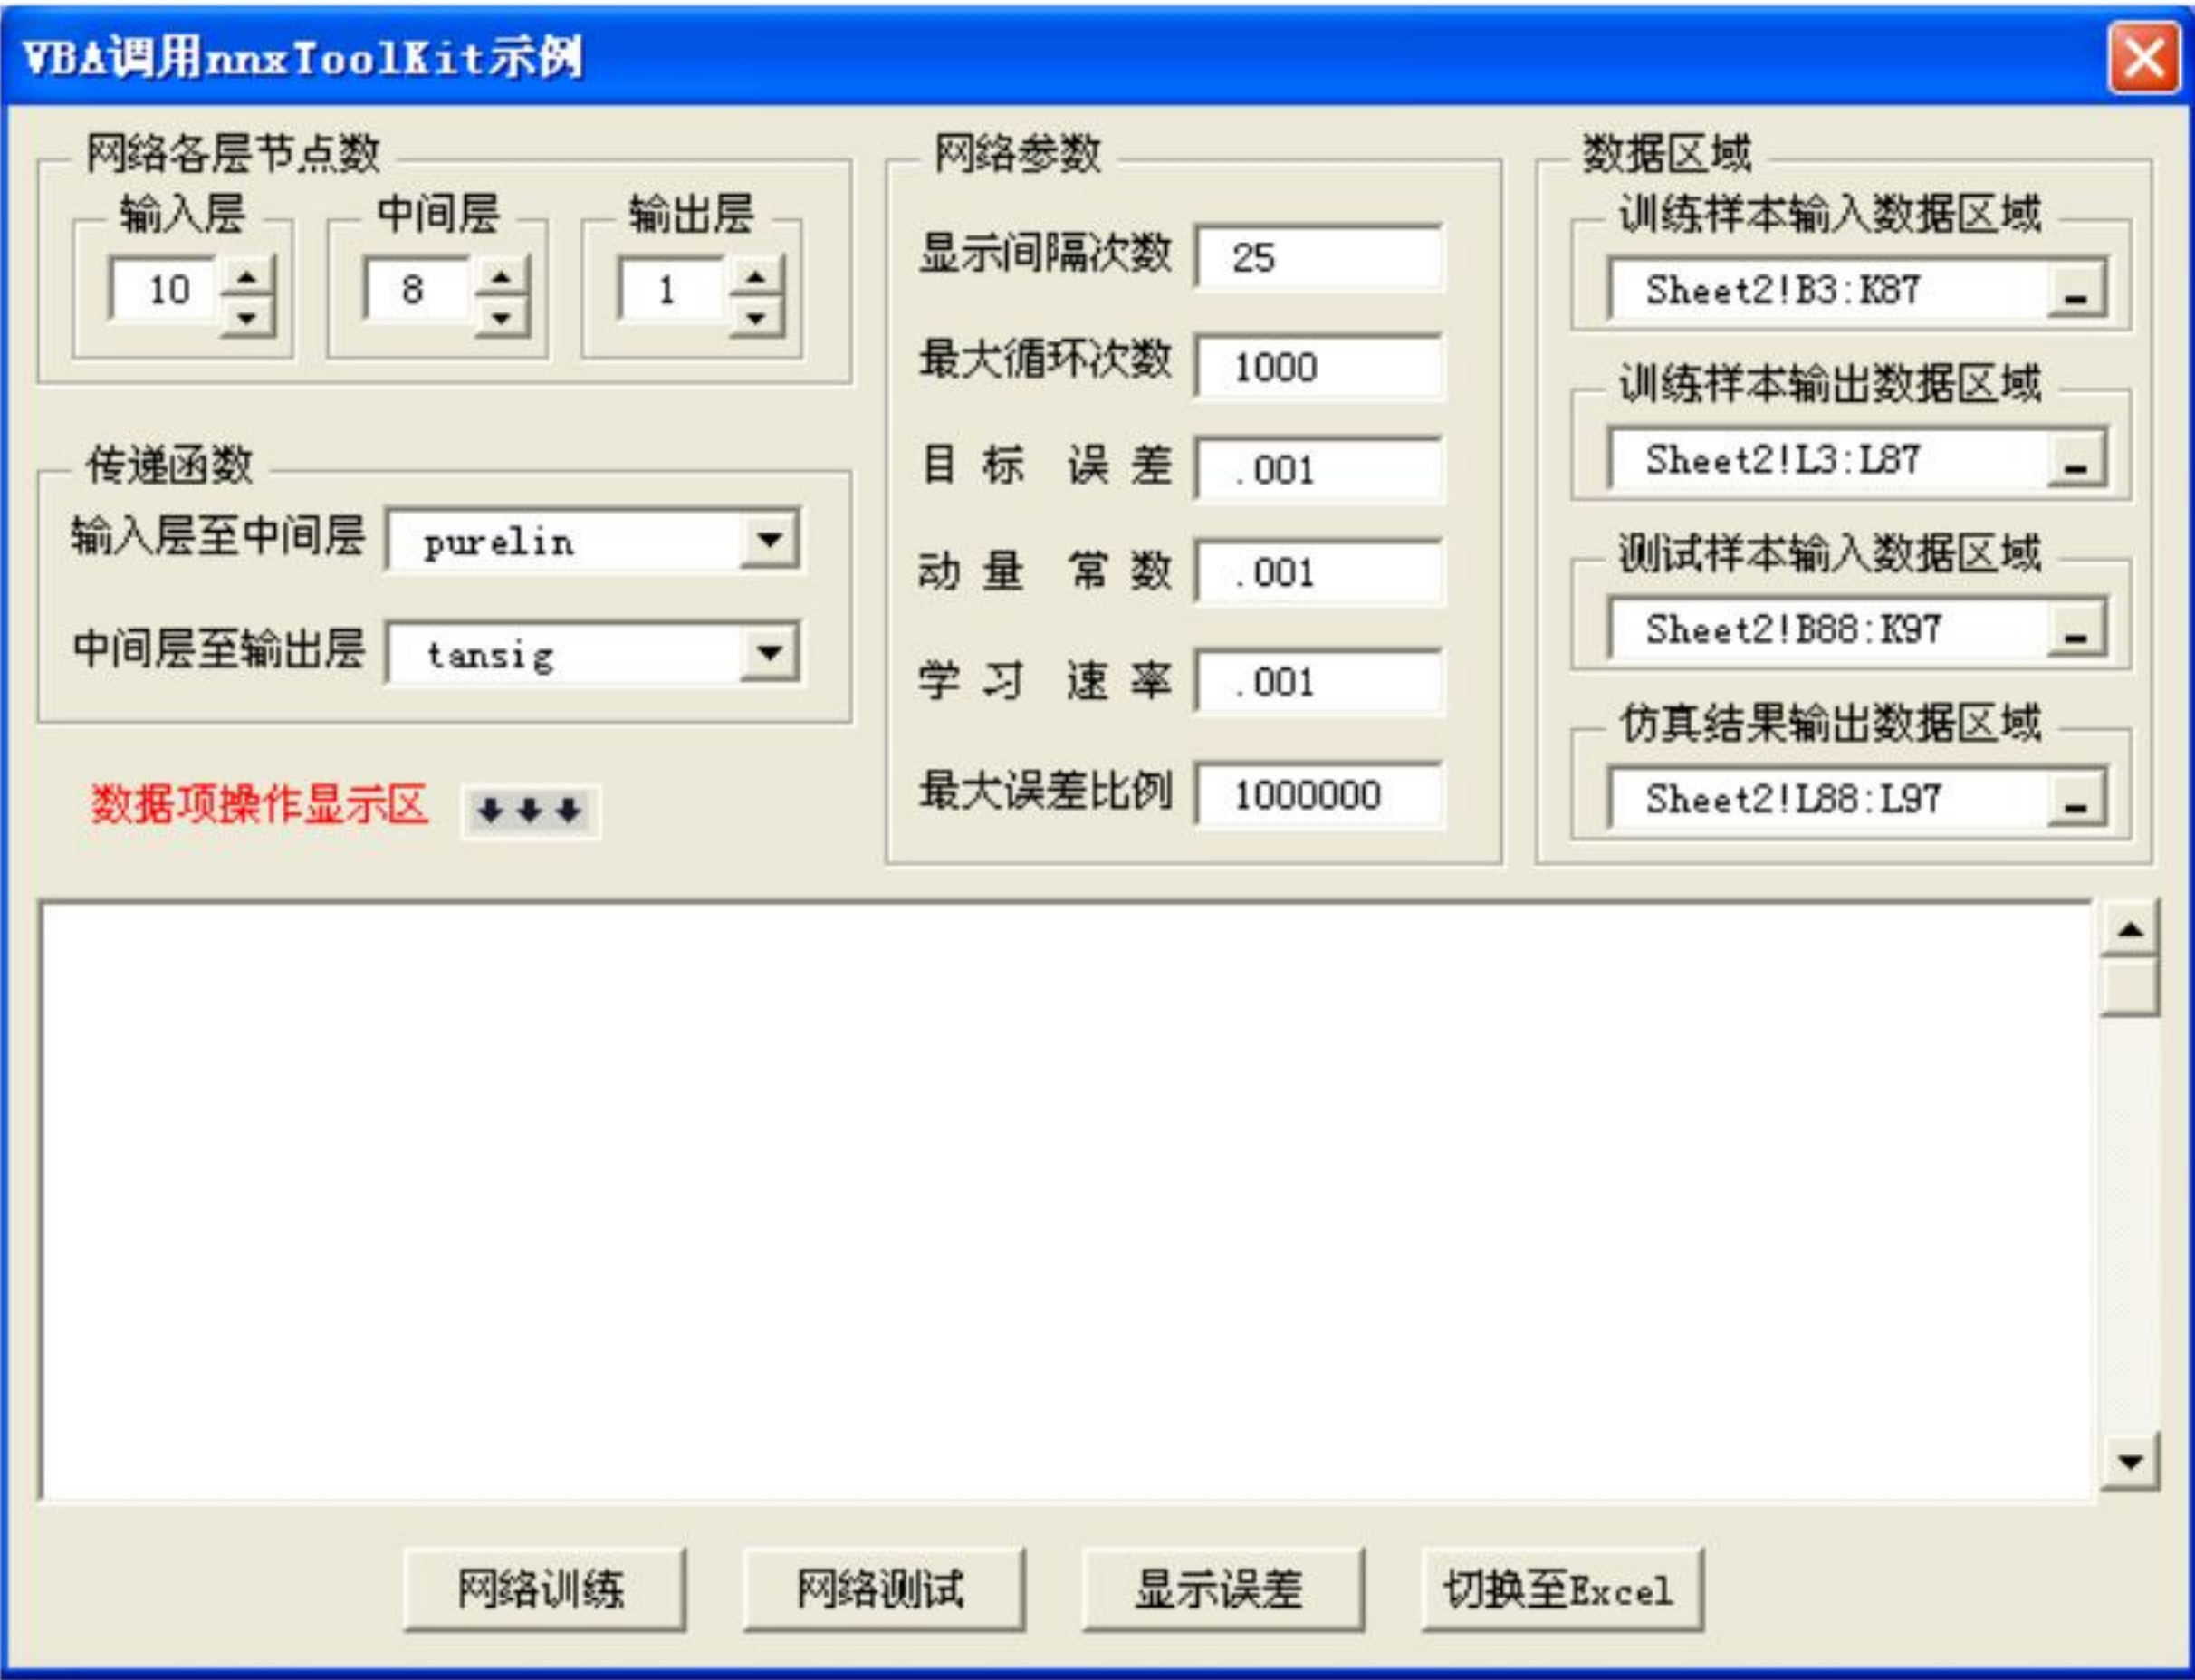 VBA调用nnxToolKit示例
网络各层节点数
输入层
10
中间层
8
输出层
1
传递函数
输入层至中间层 purelin
中间层至输出层 tansig
数据项操作显示区
网络参数
显示间隔次数 25
最大循环次数 1000
目标 误差 .001
动量 常数 .001
学习 速率 .001
最大误差比例 1000000
数据区域
训练样本输入数据区域
Sheet2!B3:K87
训练样本输出数据区域
Sheet2!L3:L87
测试样本输入数据区域
Sheet2!B88:K97
仿真结果输出数据区域
Sheet2!L88:L97
网络训练
网络测试
显示误差
切换至Excel